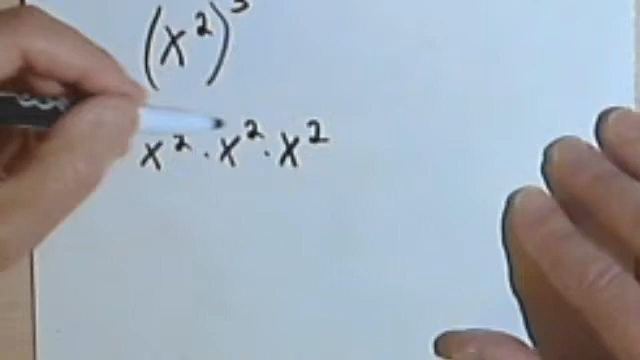 (x²)³
x² · x² · x²